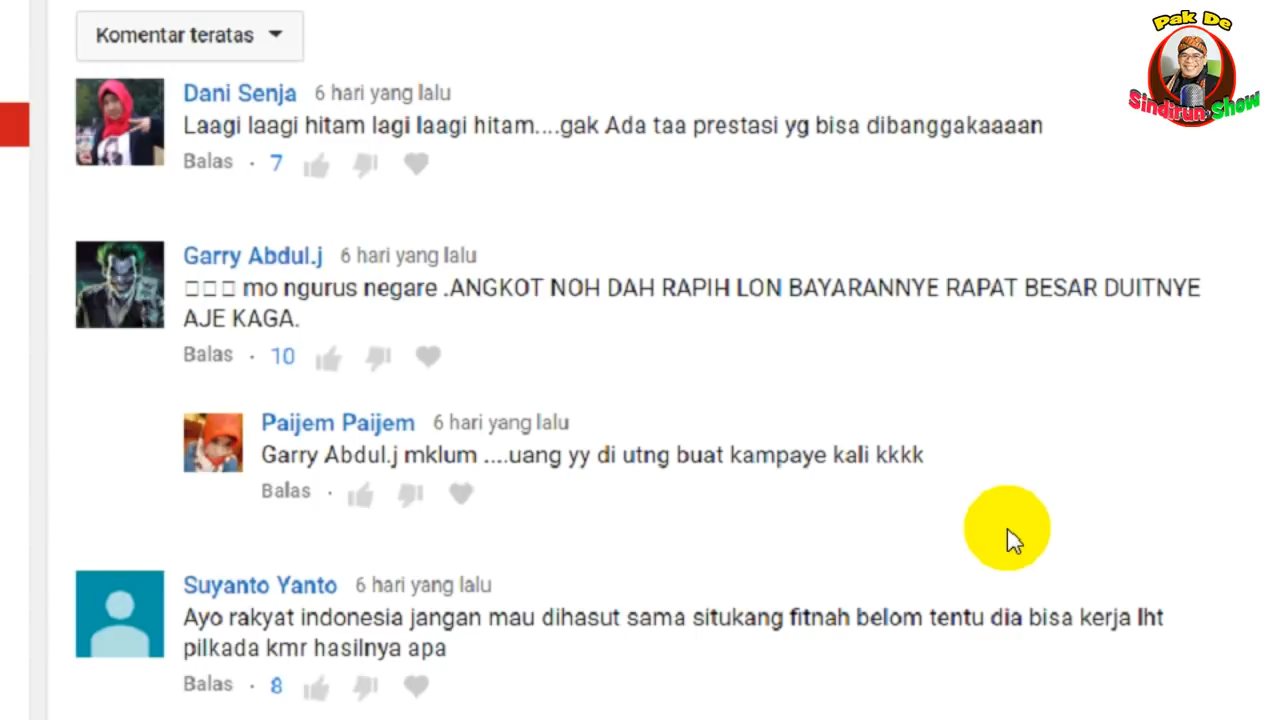 Komentar teratas
Pak De
Sindirun Show
Dani Senja 6 hari yang lalu
Laagi laagi hitam lagi laagi hitam....gak Ada taa prestasi yg bisa dibanggakaaaan
Balas · 7
Garry Abdul.j 6 hari yang lalu
□□□ mo ngurus negare .ANGKOT NOH DAH RAPIH LON BAYARANNYE RAPAT BESAR DUITNYE
AJE KAGA.
Balas · 10
Paijem Paijem 6 hari yang lalu
Garry Abdul.j mklum ....uang yy di utng buat kampaye kali kkkk
Balas ·
Suyanto Yanto 6 hari yang lalu
Ayo rakyat indonesia jangan mau dihasut sama situkang fitnah belom tentu dia bisa kerja lht
pilkada kmr hasilnya apa
Balas · 8